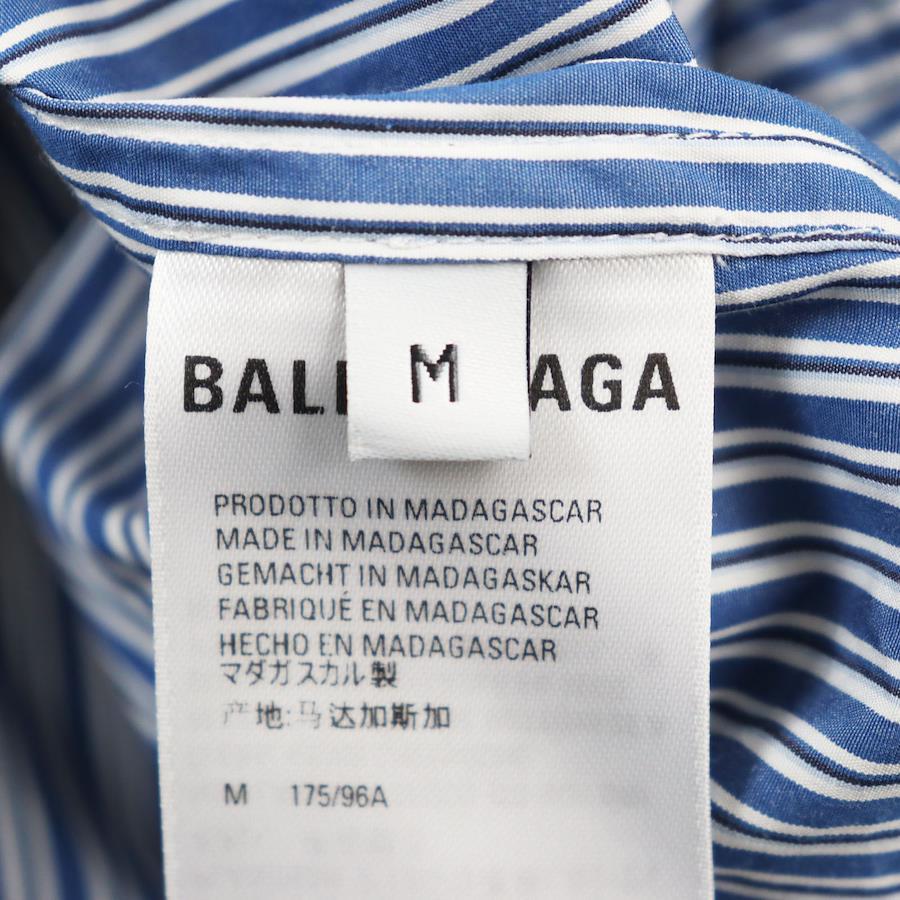 M
BAL AGA
PRODOTTO IN MADAGASCAR
MADE IN MADAGASCAR
GEMACHT IN MADAGASKAR
FABRIQUÉ EN MADAGASCAR
HECHO EN MADAGASCAR
マダガスカル製
产地:马达加斯加
M 175/96A